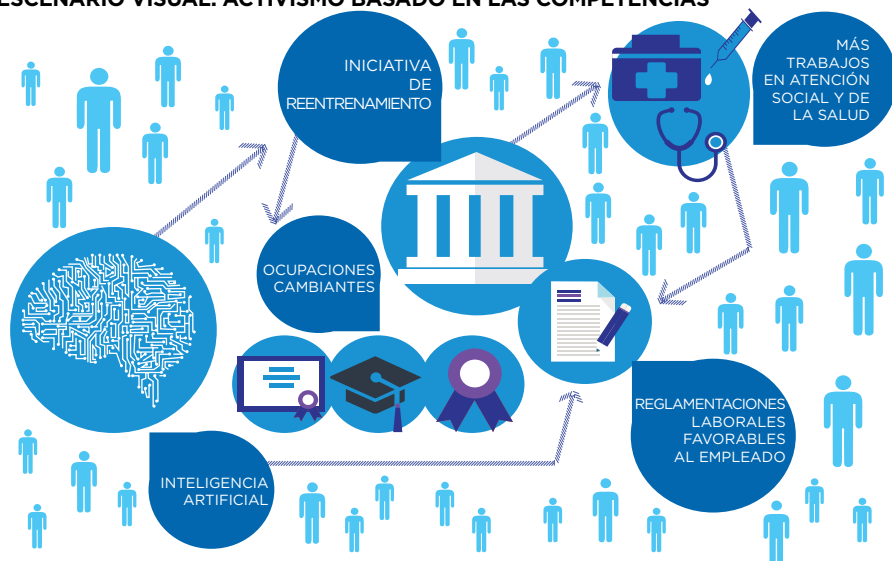 ESCENARIO VISUAL: ACTIVISMO BASADO EN LAS COMPETENCIAS
INICIATIVA
DE
REENTRENAMIENTO
MÁS
TRABAJOS
EN ATENCIÓN
SOCIAL Y DE
LA SALUD
OCUPACIONES
CAMBIANTES
REGLAMENTACIONES
LABORALES
FAVORABLES
AL EMPLEADO
INTELIGENCIA
ARTIFICIAL